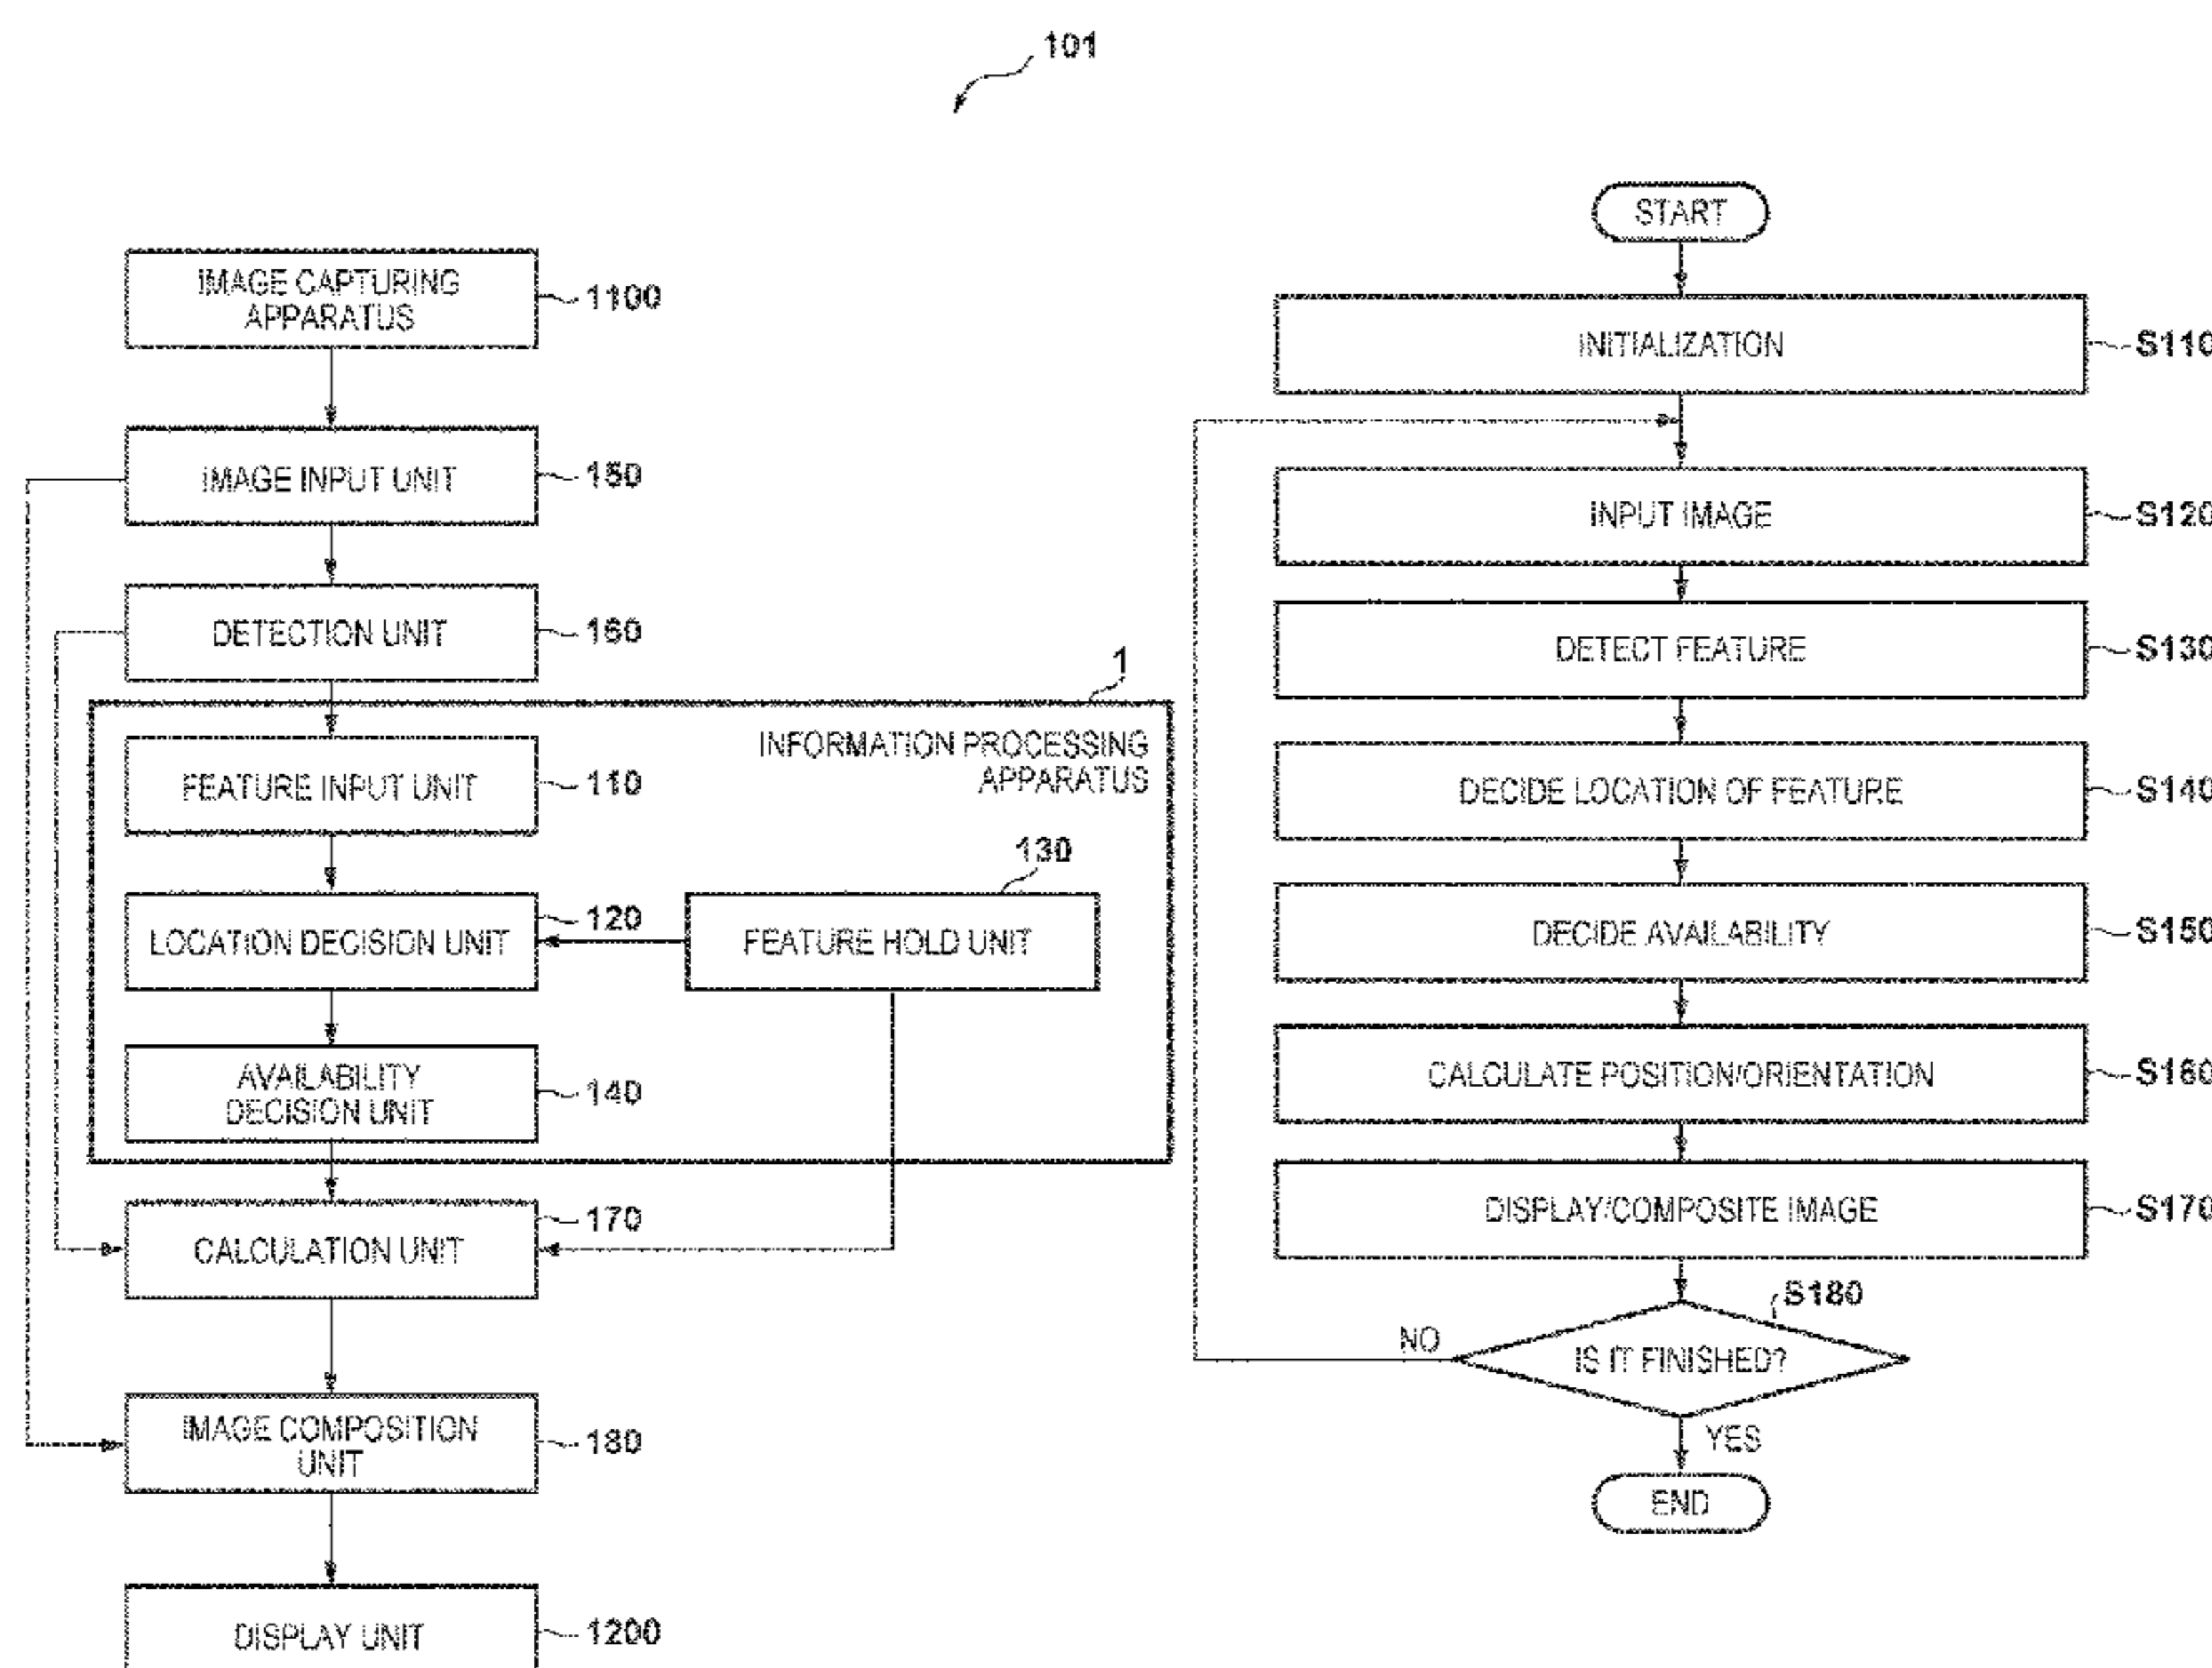 101
IMAGE CAPTURING
APPARATUS
1100
IMAGE INPUT UNIT
150
DETECTION UNIT
160
1
INFORMATION PROCESSING
APPARATUS
FEATURE INPUT UNIT
110
130
LOCATION DECISION UNIT
120
FEATURE HOLD UNIT
AVAILABILITY
DECISION UNIT
140
CALCULATION UNIT
170
IMAGE COMPOSITION
UNIT
180
DISPLAY UNIT
1200
START
INITIALIZATION
S110
INPUT IMAGE
S120
DETECT FEATURE
S130
DECIDE LOCATION OF FEATURE
S140
DECIDE AVAILABILITY
S150
CALCULATE POSITION/ORIENTATION
S160
DISPLAY/COMPOSITE IMAGE
S170
S180
IS IT FINISHED?
NO
YES
END